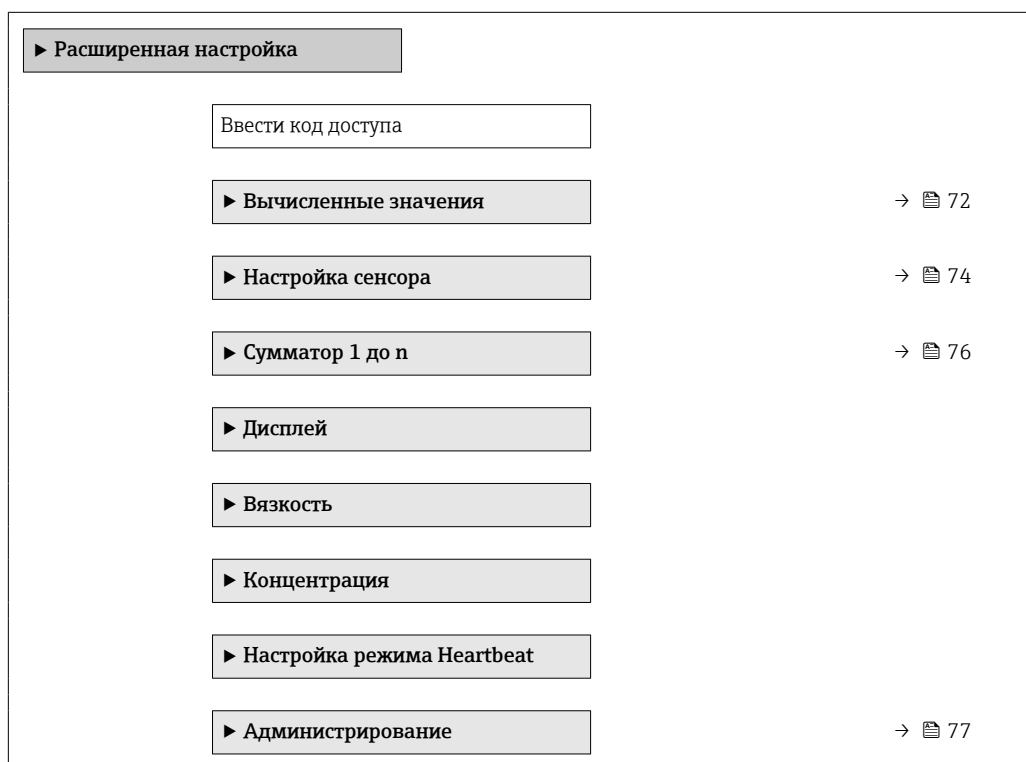 ▶ Расширенная настройка
Ввести код доступа
▶ Вычисленные значения → 72
▶ Настройка сенсора → 74
▶ Сумматор 1 до n → 76
▶ Дисплей
▶ Вязкость
▶ Концентрация
▶ Настройка режима Heartbeat
▶ Администрирование → 77